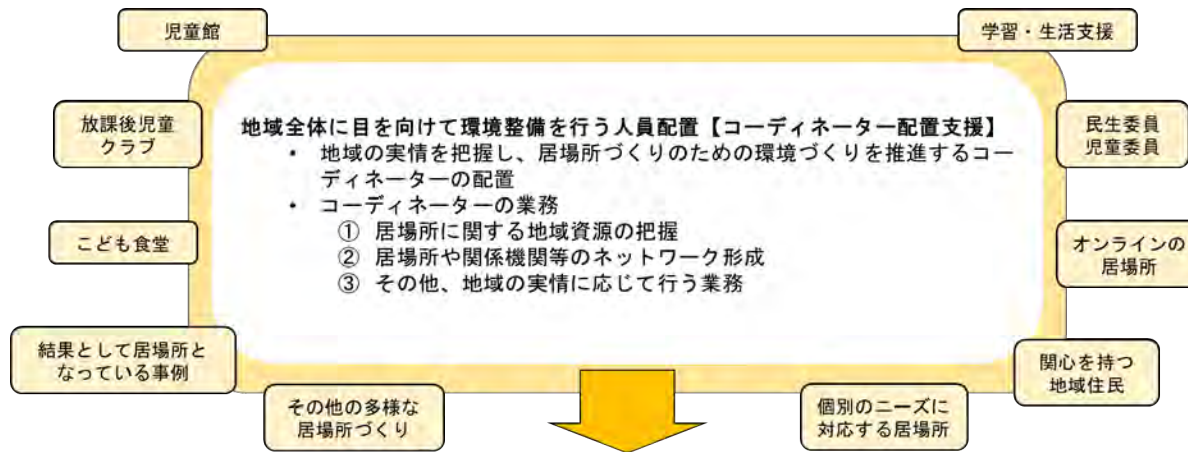 児童館
学習・生活支援
放課後児童
クラブ
民生委員
児童委員
地域全体に目を向けて環境整備を行う人員配置【コーディネーター配置支援】
・ 地域の実情を把握し、居場所づくりのための環境づくりを推進するコー
ディネーターの配置
・ コーディネーターの業務
① 居場所に関する地域資源の把握
② 居場所や関係機関等のネットワーク形成
③ その他、地域の実情に応じて行う業務
こども食堂
オンラインの
居場所
結果として居場所と
なっている事例
関心を持つ
地域住民
その他の多様な
居場所づくり
個別のニーズに
対応する居場所